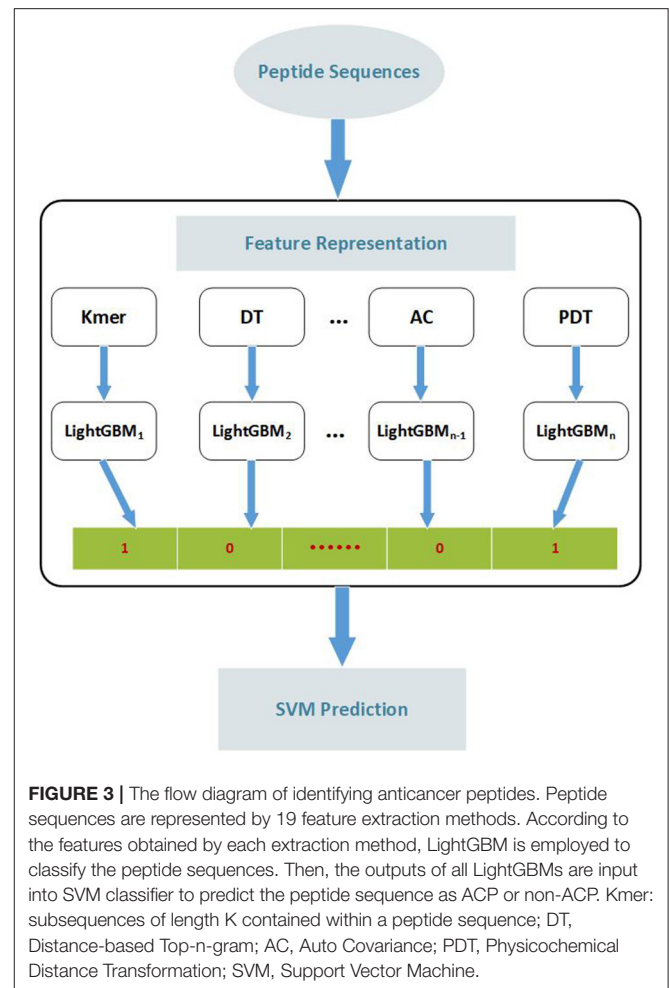 Peptide Sequences
Feature Representation
Kmer DT ... AC PDT
LightGBM1 LightGBM2 ... LightGBMn-1 LightGBMn
1 0 •••••• 0 1
SVM Prediction
FIGURE 3 | The flow diagram of identifying anticancer peptides. Peptide
sequences are represented by 19 feature extraction methods. According to
the features obtained by each extraction method, LightGBM is employed to
classify the peptide sequences. Then, the outputs of all LightGBMs are input
into SVM classifier to predict the peptide sequence as ACP or non-ACP. Kmer:
subsequences of length K contained within a peptide sequence; DT,
Distance-based Top-n-gram; AC, Auto Covariance; PDT, Physicochemical
Distance Transformation; SVM, Support Vector Machine.